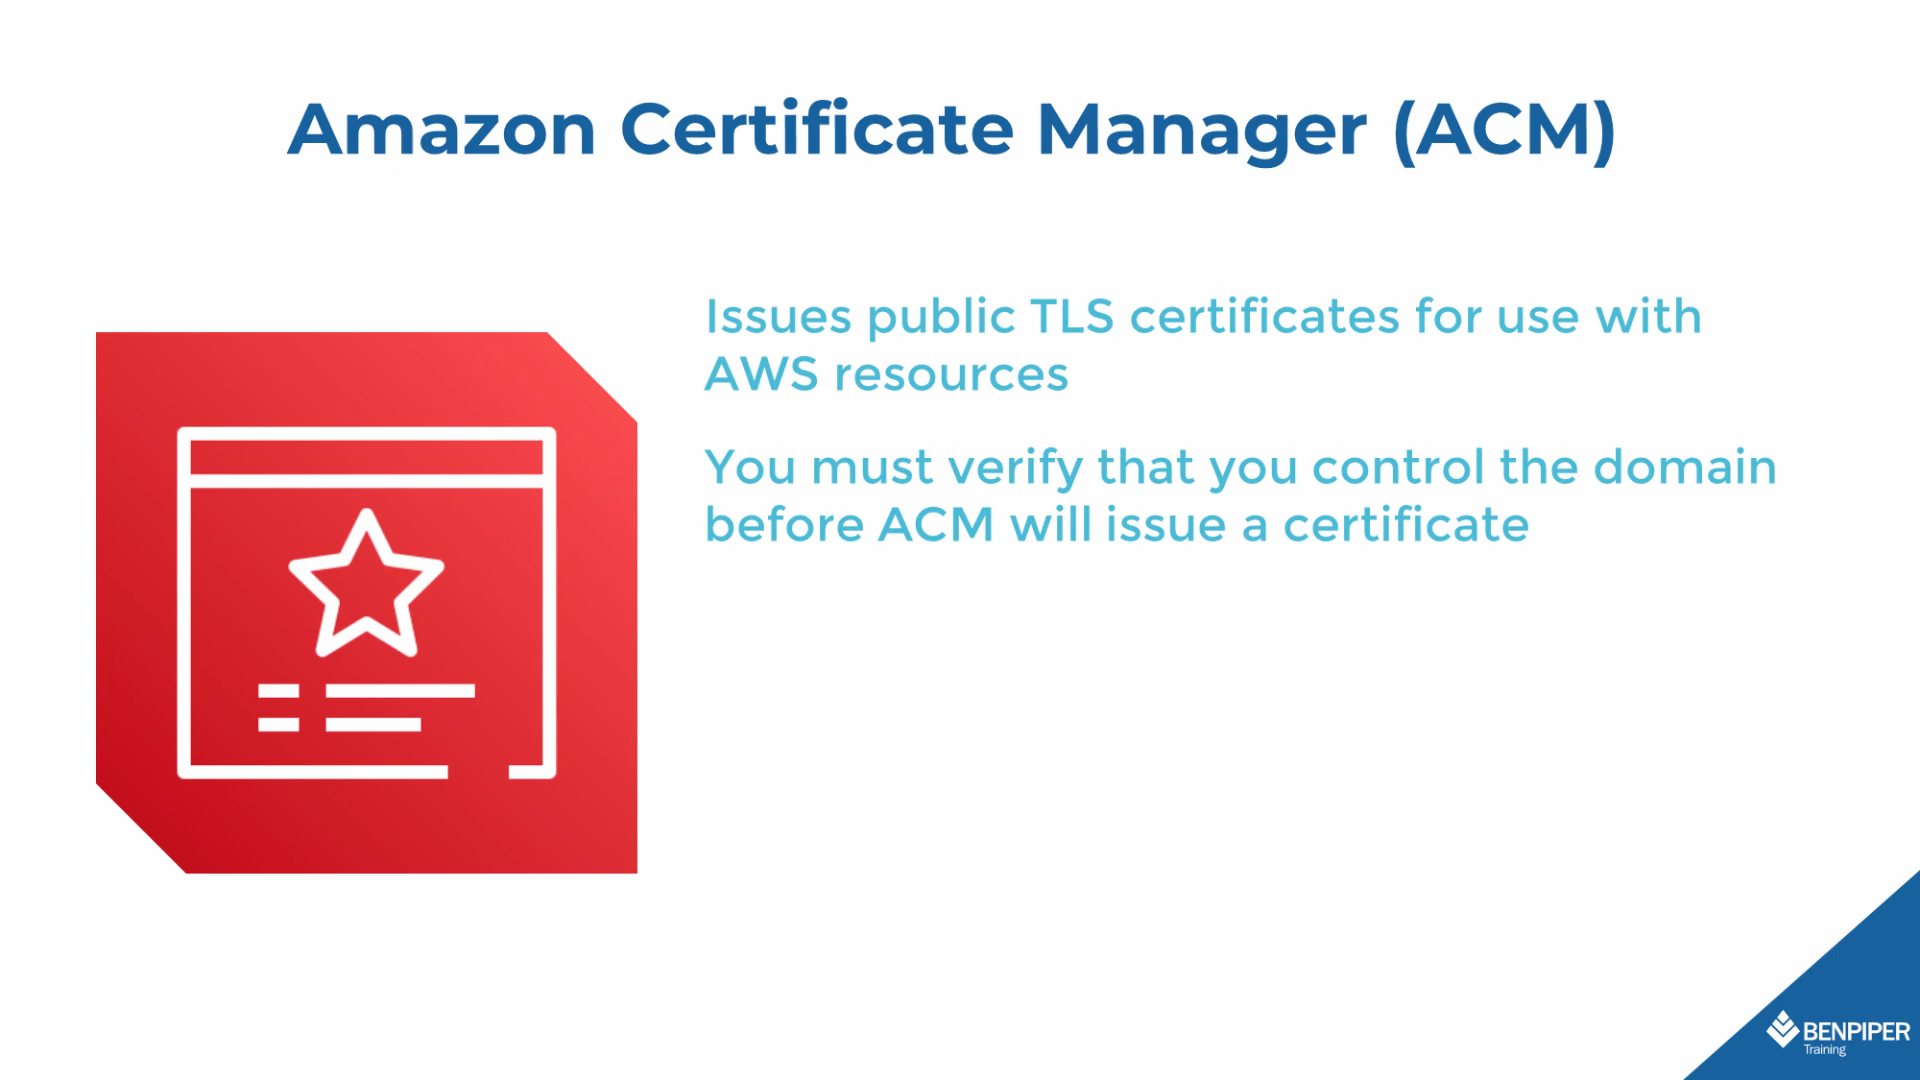 Amazon Certificate Manager (ACM)
Issues public TLS certificates for use with
AWS resources
You must verify that you control the domain
before ACM will issue a certificate
BENPIPER
Training